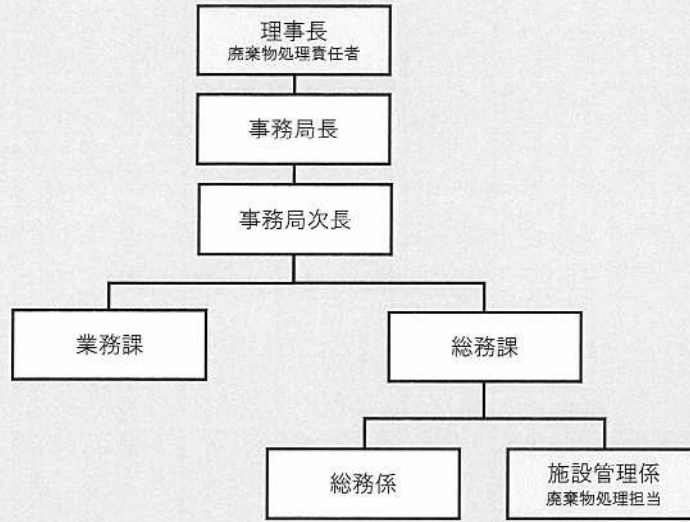 理事長
廃棄物処理責任者
事務局長
事務局次長
業務課
総務課
総務係
施設管理係
廃棄物処理担当